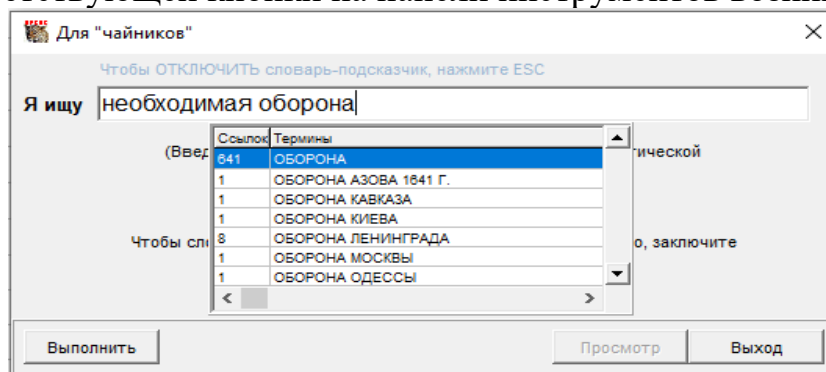 Для "чайников"
Чтобы ОТКЛЮЧИТЬ словарь-подсказчик, нажмите ESC
Я ищу необходимая оборона
Ссылок Термины
(Введ ической
641 ОБОРОНА
1 ОБОРОНА АЗОВА 1641 Г.
1 ОБОРОНА КАВКАЗА
1 ОБОРОНА КИЕВА
Чтобы сл 8 ОБОРОНА ЛЕНИНГРАДА о, заключите
1 ОБОРОНА МОСКВЫ
1 ОБОРОНА ОДЕССЫ
Выполнить Просмотр Выход